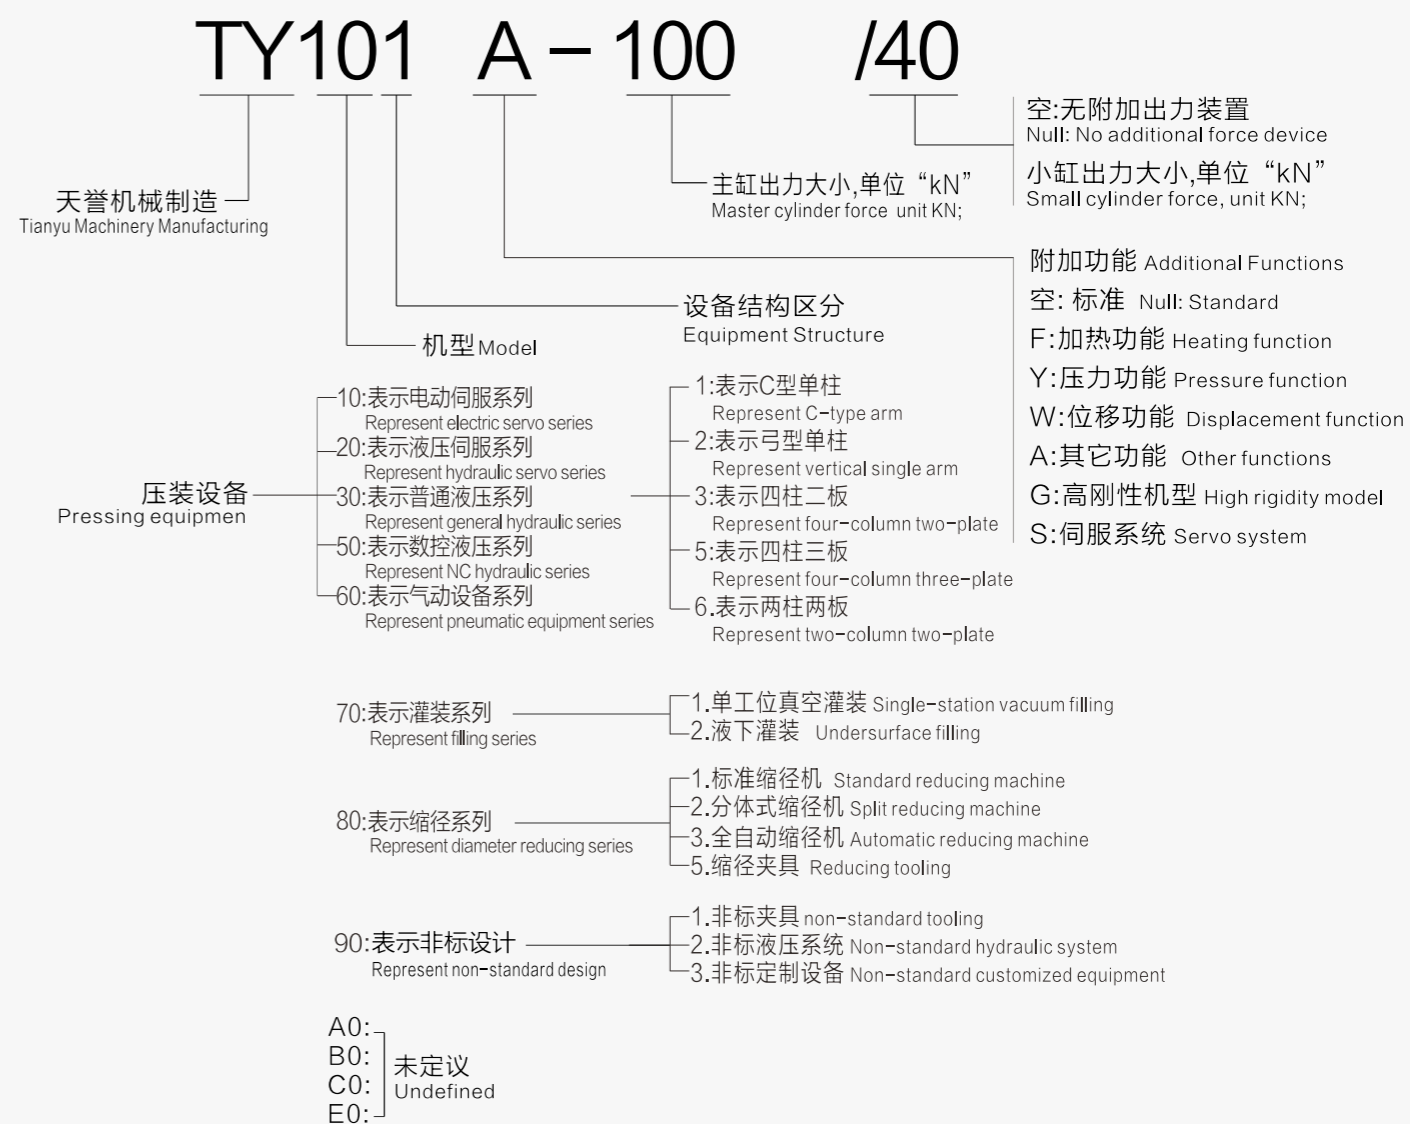 TY101 A-100 /40
空:无附加出力装置
Null: No additional force device
小缸出力大小,单位“kN”
Small cylinder force, unit KN;
主缸出力大小,单位“kN”
Master cylinder force unit KN;
天誉机械制造
Tianyu Machinery Manufacturing
附加功能 Additional Functions
空: 标准 Null: Standard
F:加热功能 Heating function
Y:压力功能 Pressure function
W:位移功能 Displacement function
A:其它功能 Other functions
G:高刚性机型 High rigidity model
S:伺服系统 Servo system
设备结构区分
Equipment Structure
机型 Model
压装设备
Pressing equipmen
10:表示电动伺服系列
Represent electric servo series
20:表示液压伺服系列
Represent hydraulic servo series
30:表示普通液压系列
Represent general hydraulic series
50:表示数控液压系列
Represent NC hydraulic series
60:表示气动设备系列
Represent pneumatic equipment series
1:表示C型单柱
Represent C-type arm
2:表示弓型单柱
Represent vertical single arm
3:表示四柱二板
Represent four-column two-plate
5:表示四柱三板
Represent four-column three-plate
6.表示两柱两板
Represent two-column two-plate
70:表示灌装系列
Represent filling series
1.单工位真空灌装 Single-station vacuum filling
2.液下灌装 Undersurface filling
80:表示缩径系列
Represent diameter reducing series
1.标准缩径机 Standard reducing machine
2.分体式缩径机 Split reducing machine
3.全自动缩径机 Automatic reducing machine
5.缩径夹具 Reducing tooling
90:表示非标设计
Represent non-standard design
1.非标夹具 non-standard tooling
2.非标液压系统 Non-standard hydraulic system
3.非标定制设备 Non-standard customized equipment
A0:
B0:
C0:
E0:
未定议
Undefined